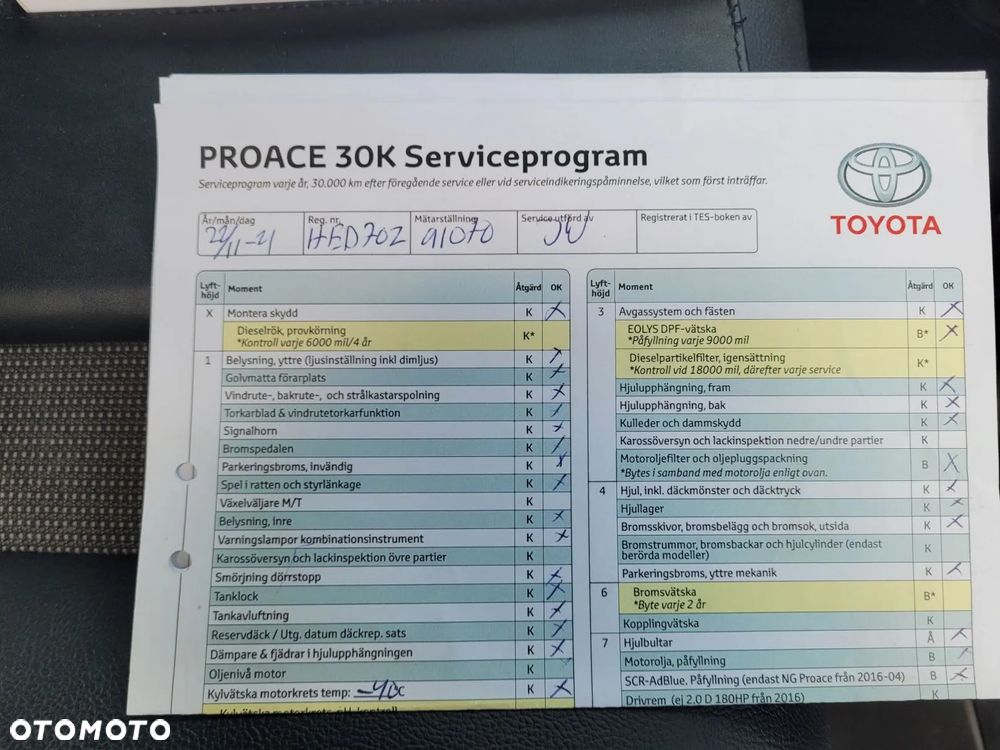 PROACE 30K Serviceprogram
Serviceprogram varje år, 30.000 km efter föregående service eller vid serviceindikeringspåminnelse, vilket som först inträffar.
TOYOTA
År/mån/dag
Reg. nr.
Mätarställning
Service utförd av
Registrerat i TES-boken av
91070
Lyft-höjd Moment Åtgärd OK
X Montera skydd K
Dieselrök, provkörning K*
*Kontroll varje 6000 mil/4 år
1 Belysning, yttre (ljusinställning inkl dimljus) K
Golvmatta förarplats K
Vindrute-, bakrute-, och strålkastarspolning K
Torkarblad & vindrutetorkarfunktion K
Signalhorn K
Bromspedalen K
Parkeringsbroms, invändig K
Spel i ratten och styrlänkage K
Växelväljare M/T K
Belysning, inre K
Varningslampor kombinationsinstrument K
Karossöversyn och lackinspektion övre partier K
Smörjning dörrstopp K
Tanklock K
Tankavluftning K
Reservdäck / Utg. datum däckrep. sats K
Dämpare & fjädrar i hjulupphängningen K
Oljenivå motor K
Kylvätska motorkrets temp: K
Lyft-höjd Moment Åtgärd OK
3 Avgassystem och fästen K
EOLYS DPF-vätska B*
*Påfyllning varje 9000 mil
Dieselpartikelfilter, igensättning K*
*Kontroll vid 18000 mil, därefter varje service
Hjulupphängning, fram K
Hjulupphängning, bak K
Kulleder och dammskydd K
Karossöversyn och lackinspektion nedre/undre partier K
Motoroljefilter och oljepluggspackning B
*Bytes i samband med motorolja enligt ovan.
4 Hjul, inkl. däckmönster och däcktryck K
Hjullager K
Bromsskivor, bromsbelägg och bromsok, utsida K
Bromstrummor, bromsbackar och hjulcylinder (endast K
berörda modeller)
Parkeringsbroms, yttre mekanik K
6 Bromsvätska B*
*Byte varje 2 år
Kopplingvätska K
7 Hjulbultar Å
Motorolja, påfyllning B
SCR-AdBlue. Påfyllning (endast NG Proace från 2016-04) B
Drivrem (ej 2.0 D 180HP från 2016) K
OTOMOTO